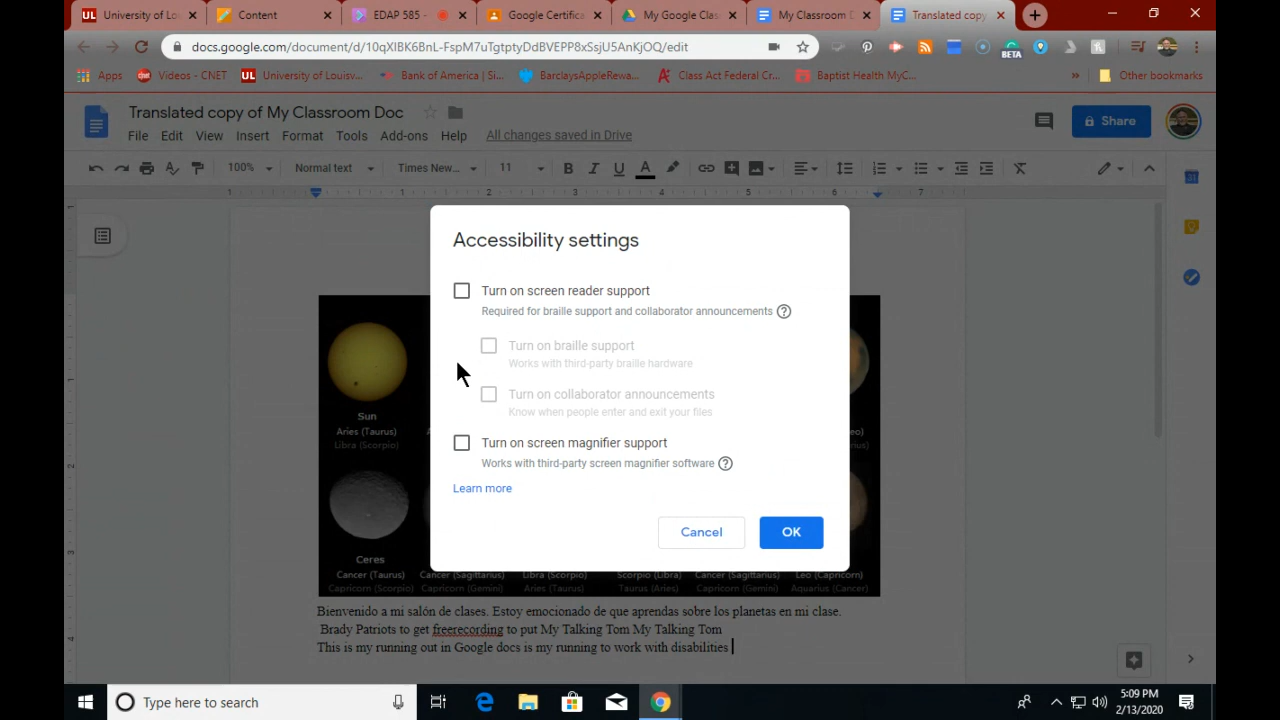 University of Lo
Content
EDAP 585 -
Google Certifica
My Google Clas
My Classroom D
Translated copy
docs.google.com/document/d/10qXIBK6BnL-FspM7uTgtptyDdBVEPP8xSsjU5AnKjOQ/edit
BETA
Apps
Videos - CNET
UL University of Louisv...
Bank of America | Si...
BarclaysAppleRewa...
Class Act Federal Cr...
Baptist Health MyC...
» Other bookmarks
Translated copy of My Classroom Doc
File Edit View Insert Format Tools Add-ons Help All changes saved in Drive
Share
100% Normal text Times New... 11
1 1 2 3 4 5 6 7
Accessibility settings
Turn on screen reader support
Required for braille support and collaborator announcements
Turn on braille support
Works with third-party braille hardware
Turn on collaborator announcements
Know when people enter and exit your files
Turn on screen magnifier support
Works with third-party screen magnifier software
Learn more
Cancel OK
Sun
Aries (Taurus)
Libra (Scorpio)
Ceres
Cancer (Taurus) Cancer (Sagittarius) Libra (Scorpio) Scorpio (Libra) Cancer (Sagittarius) Leo (Capricorn)
Capricorn (Scorpio) Capricorn (Gemini) Aries (Taurus) Taurus (Aries) Capricorn (Gemini) Aquarius (Cancer)
Bienvenido a mi salón de clases. Estoy emocionado de que aprendas sobre los planetas en mi clase.
Brady Patriots to get freerecording to put My Talking Tom My Talking Tom
This is my running out in Google docs is my running to work with disabilities
Type here to search
5:09 PM
2/13/2020